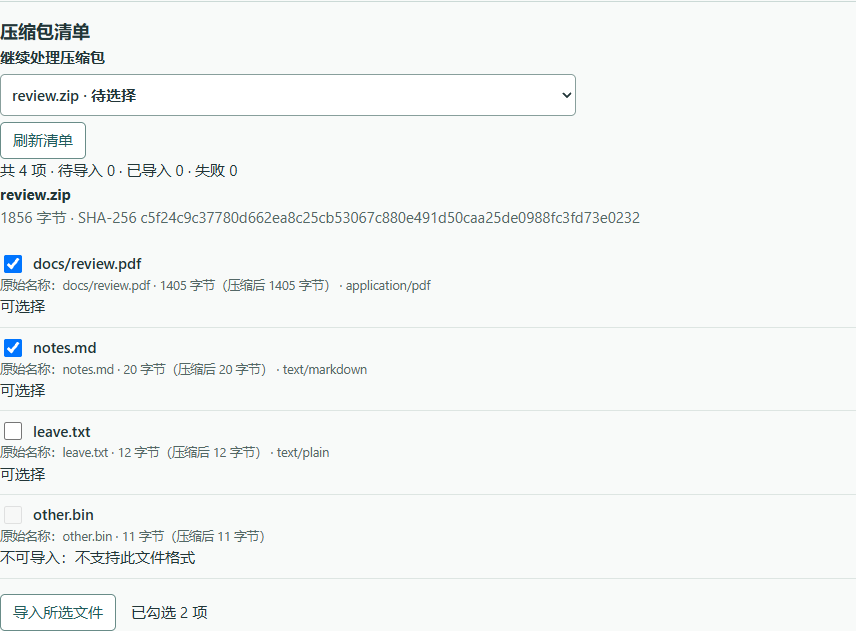 压缩包清单
继续处理压缩包
review.zip · 待选择
刷新清单
共 4 项 · 待导入 0 · 已导入 0 · 失败 0
review.zip
1856 字节 · SHA-256 c5f24c9c37780d662ea8c25cb53067c880e491d50caa25de0988fc3fd73e0232
docs/review.pdf
原始名称：docs/review.pdf · 1405 字节（压缩后 1405 字节） · application/pdf
可选择
notes.md
原始名称：notes.md · 20 字节（压缩后 20 字节） · text/markdown
可选择
leave.txt
原始名称：leave.txt · 12 字节（压缩后 12 字节） · text/plain
可选择
other.bin
原始名称：other.bin · 11 字节（压缩后 11 字节）
不可导入：不支持此文件格式
导入所选文件 已勾选 2 项